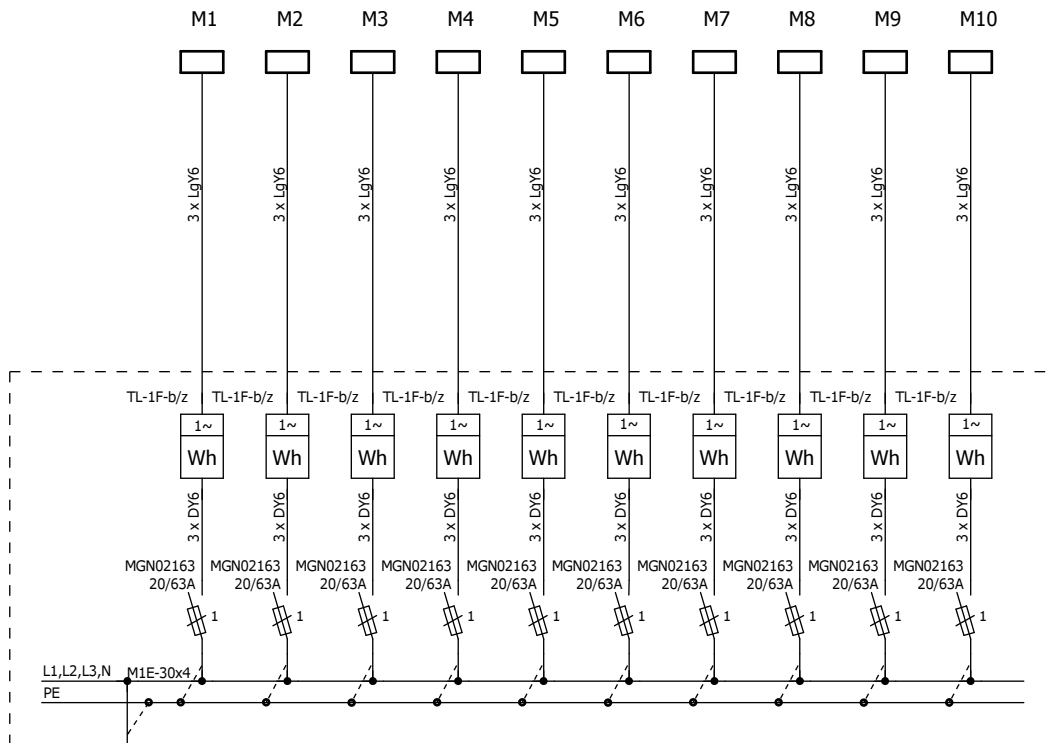 M1 M2 M3 M4 M5 M6 M7 M8 M9 M10
3 x LgY6 3 x LgY6 3 x LgY6 3 x LgY6 3 x LgY6 3 x LgY6 3 x LgY6 3 x LgY6 3 x LgY6 3 x LgY6
TL-1F-b/z TL-1F-b/z TL-1F-b/z TL-1F-b/z TL-1F-b/z TL-1F-b/z TL-1F-b/z TL-1F-b/z TL-1F-b/z TL-1F-b/z
1~ 1~ 1~ 1~ 1~ 1~ 1~ 1~ 1~ 1~
Wh Wh Wh Wh Wh Wh Wh Wh Wh Wh
3 x DY6 3 x DY6 3 x DY6 3 x DY6 3 x DY6 3 x DY6 3 x DY6 3 x DY6 3 x DY6 3 x DY6
MGN02163 MGN02163 MGN02163 MGN02163 MGN02163 MGN02163 MGN02163 MGN02163 MGN02163 MGN02163
20/63A 20/63A 20/63A 20/63A 20/63A 20/63A 20/63A 20/63A 20/63A 20/63A
1 1 1 1 1 1 1 1 1 1
L1,L2,L3,N M1E-30x4
PE